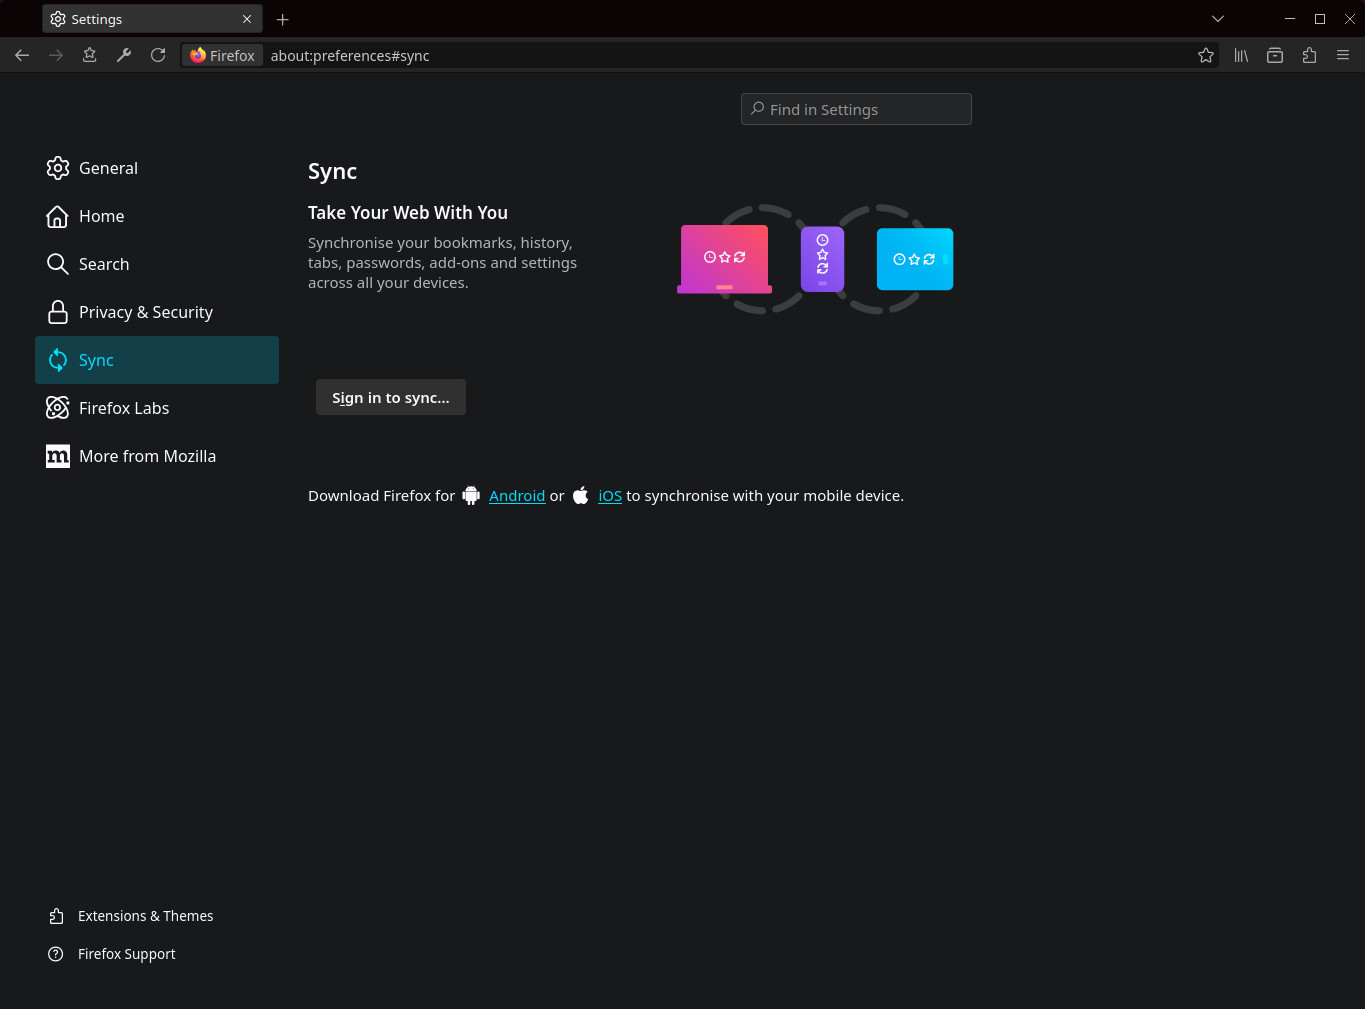 Settings
Firefox about:preferences#sync
Find in Settings
General
Home
Search
Privacy & Security
Sync
Firefox Labs
More from Mozilla
Sync
Take Your Web With You
Synchronise your bookmarks, history,
tabs, passwords, add-ons and settings
across all your devices.
Sign in to sync...
Download Firefox for Android or iOS to synchronise with your mobile device.
Extensions & Themes
Firefox Support